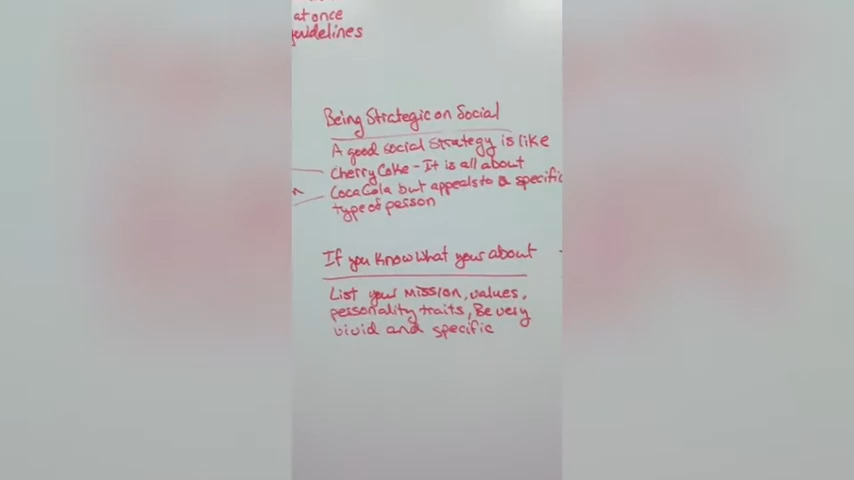 at once
guidelines
Being Strategic on Social
A good social strategy is like
Cherry Coke - It is all about
CocaCola but appeals to a specific
type of person
If you know what your about
List your mission, values,
personality traits, Be very
vivid and specific